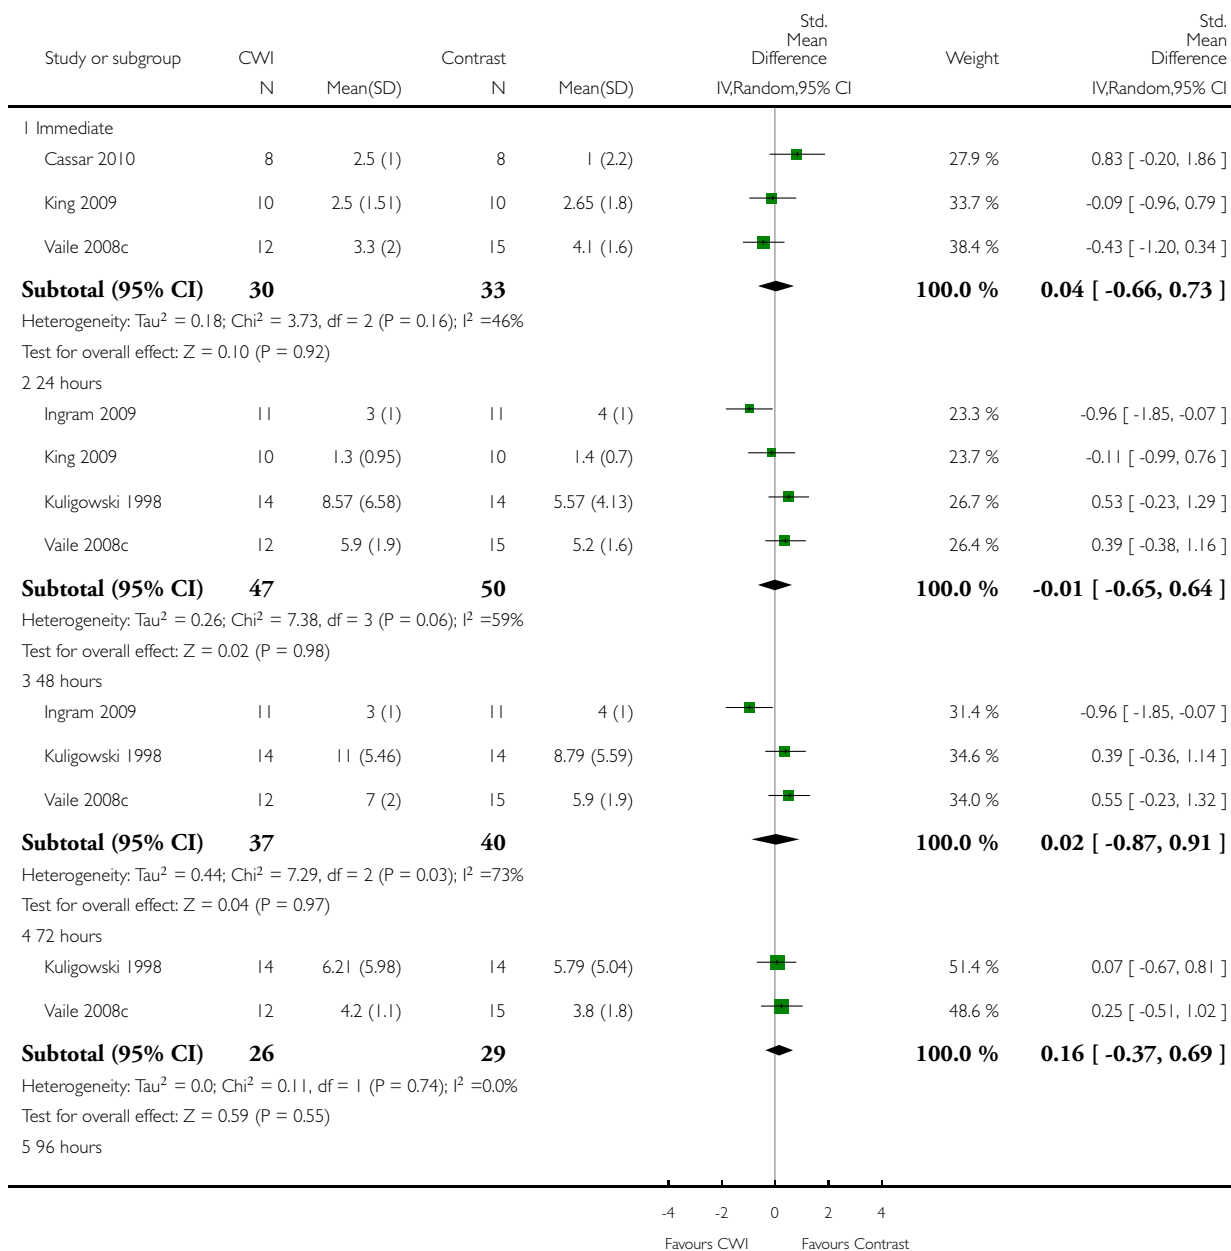 Study or subgroup CWI Contrast Std. Mean Difference Weight Std. Mean Difference
N Mean(SD) N Mean(SD) IV,Random,95% CI IV,Random,95% CI
1 Immediate
Cassar 2010 8 2.5 (1) 8 1 (2.2) 27.9 % 0.83 [ -0.20, 1.86 ]
King 2009 10 2.5 (1.51) 10 2.65 (1.8) 33.7 % -0.09 [ -0.96, 0.79 ]
Vaile 2008c 12 3.3 (2) 15 4.1 (1.6) 38.4 % -0.43 [ -1.20, 0.34 ]
Subtotal (95% CI) 30 33 100.0 % 0.04 [ -0.66, 0.73 ]
Heterogeneity: Tau² = 0.18; Chi² = 3.73, df = 2 (P = 0.16); I² =46%
Test for overall effect: Z = 0.10 (P = 0.92)
2 24 hours
Ingram 2009 11 3 (1) 11 4 (1) 23.3 % -0.96 [ -1.85, -0.07 ]
King 2009 10 1.3 (0.95) 10 1.4 (0.7) 23.7 % -0.11 [ -0.99, 0.76 ]
Kuligowski 1998 14 8.57 (6.58) 14 5.57 (4.13) 26.7 % 0.53 [ -0.23, 1.29 ]
Vaile 2008c 12 5.9 (1.9) 15 5.2 (1.6) 26.4 % 0.39 [ -0.38, 1.16 ]
Subtotal (95% CI) 47 50 100.0 % -0.01 [ -0.65, 0.64 ]
Heterogeneity: Tau² = 0.26; Chi² = 7.38, df = 3 (P = 0.06); I² =59%
Test for overall effect: Z = 0.02 (P = 0.98)
3 48 hours
Ingram 2009 11 3 (1) 11 4 (1) 31.4 % -0.96 [ -1.85, -0.07 ]
Kuligowski 1998 14 11 (5.46) 14 8.79 (5.59) 34.6 % 0.39 [ -0.36, 1.14 ]
Vaile 2008c 12 7 (2) 15 5.9 (1.9) 34.0 % 0.55 [ -0.23, 1.32 ]
Subtotal (95% CI) 37 40 100.0 % 0.02 [ -0.87, 0.91 ]
Heterogeneity: Tau² = 0.44; Chi² = 7.29, df = 2 (P = 0.03); I² =73%
Test for overall effect: Z = 0.04 (P = 0.97)
4 72 hours
Kuligowski 1998 14 6.21 (5.98) 14 5.79 (5.04) 51.4 % 0.07 [ -0.67, 0.81 ]
Vaile 2008c 12 4.2 (1.1) 15 3.8 (1.8) 48.6 % 0.25 [ -0.51, 1.02 ]
Subtotal (95% CI) 26 29 100.0 % 0.16 [ -0.37, 0.69 ]
Heterogeneity: Tau² = 0.0; Chi² = 0.11, df = 1 (P = 0.74); I² =0.0%
Test for overall effect: Z = 0.59 (P = 0.55)
5 96 hours
-4 -2 0 2 4
Favours CWI Favours Contrast